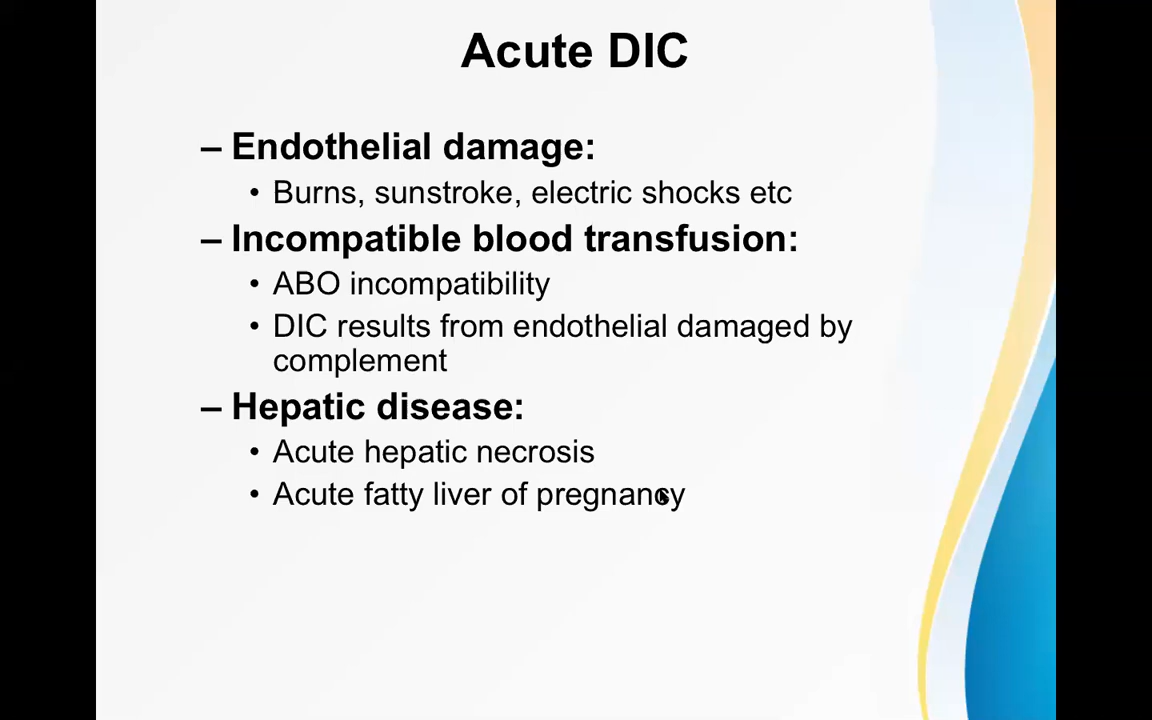 Acute DIC
– Endothelial damage:
• Burns, sunstroke, electric shocks etc
– Incompatible blood transfusion:
• ABO incompatibility
• DIC results from endothelial damaged by
complement
– Hepatic disease:
• Acute hepatic necrosis
• Acute fatty liver of pregnancy